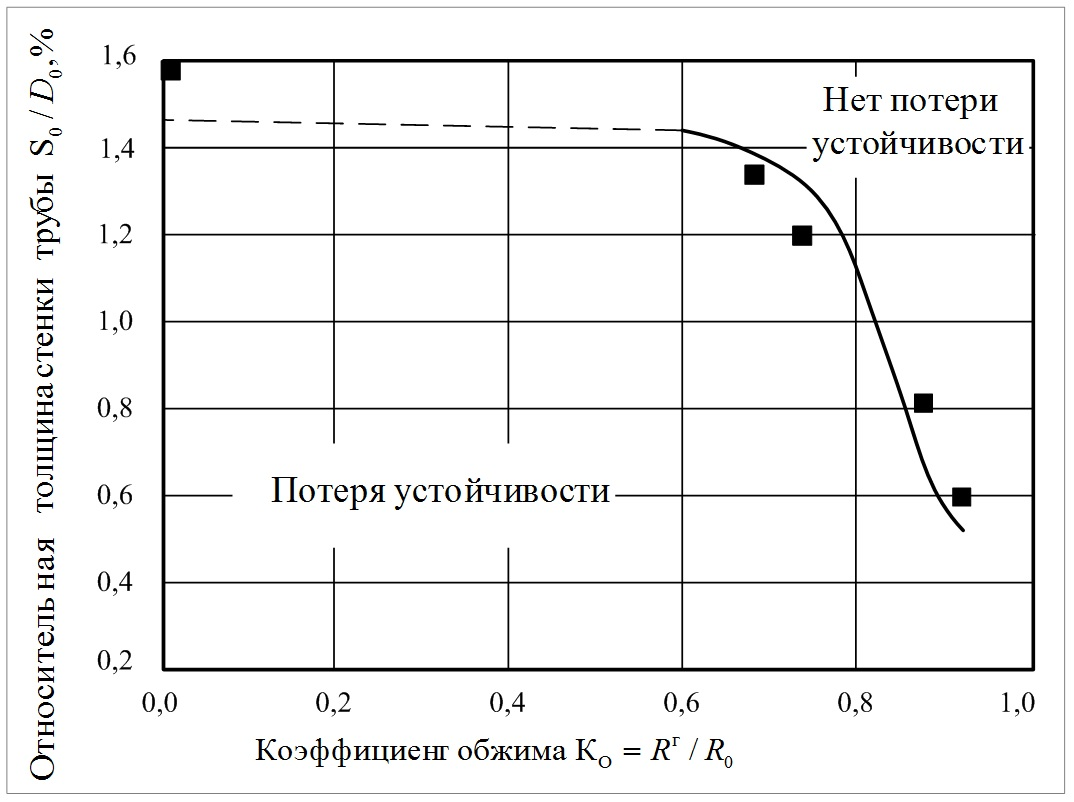 Относительная толщина стенки трубы S0 / D0,%
1,6
1,4
1,2
1,0
0,8
0,6
0,4
0,2
Нет потери
устойчивости
Потеря устойчивости
0,0 0,2 0,4 0,6 0,8 1,0
Коэффициент обжима КО = Rг / R0